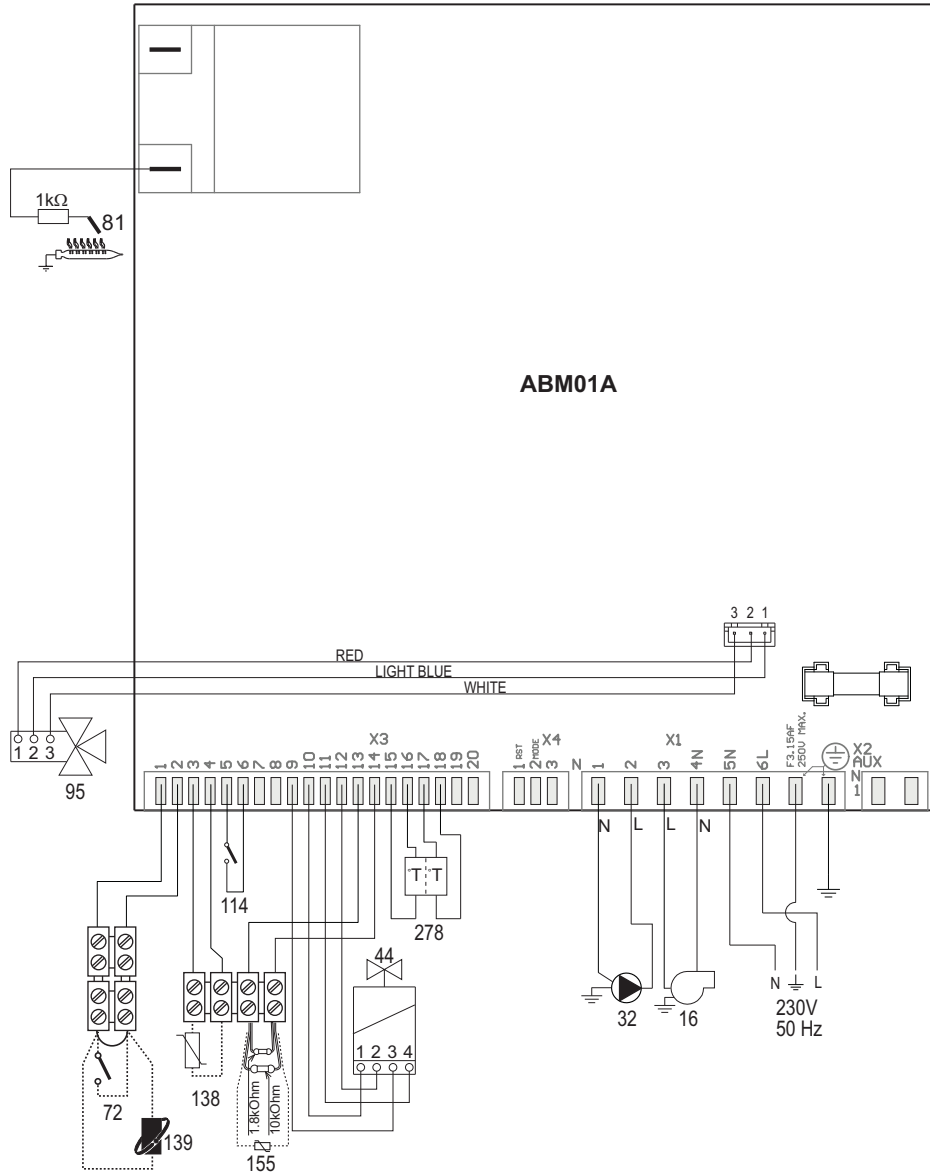 1kΩ
81
ABM01A
3 2 1
RED
LIGHT BLUE
WHITE
1 2 3
95
X3
1 2 3 4 5 6 7 8 9 10 11 12 13 14 15 16 17 18 19 20
X4
1 RST
2 MODE
3
X1
N 1 2 3 4N 5N 6L
F3.15AF
250V MAX.
X2
AUX
N
1
N L L N
114
°T °T
278
44
1 2 3 4
32
16
N L
230V
50 Hz
72
139
138
1.8kOhm
10kOhm
155